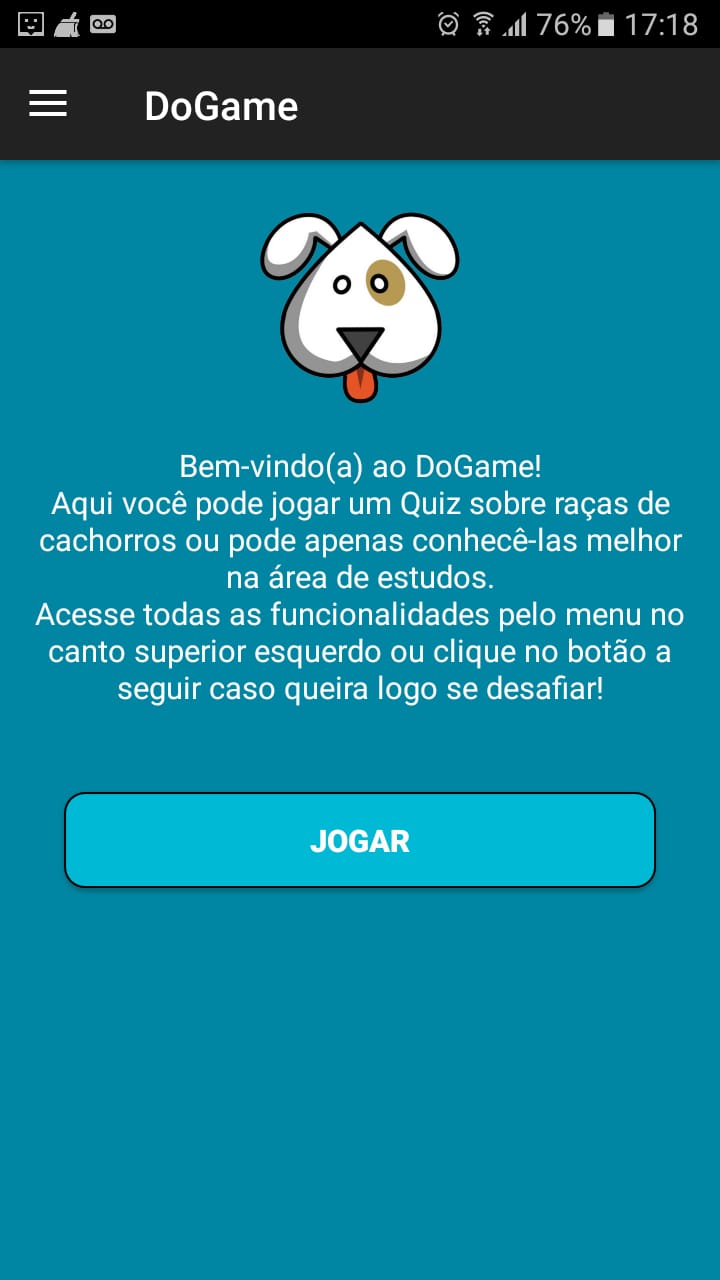 76% 17:18
DoGame
Bem-vindo(a) ao DoGame!
Aqui você pode jogar um Quiz sobre raças de
cachorros ou pode apenas conhecê-las melhor
na área de estudos.
Acesse todas as funcionalidades pelo menu no
canto superior esquerdo ou clique no botão a
seguir caso queira logo se desafiar!
JOGAR